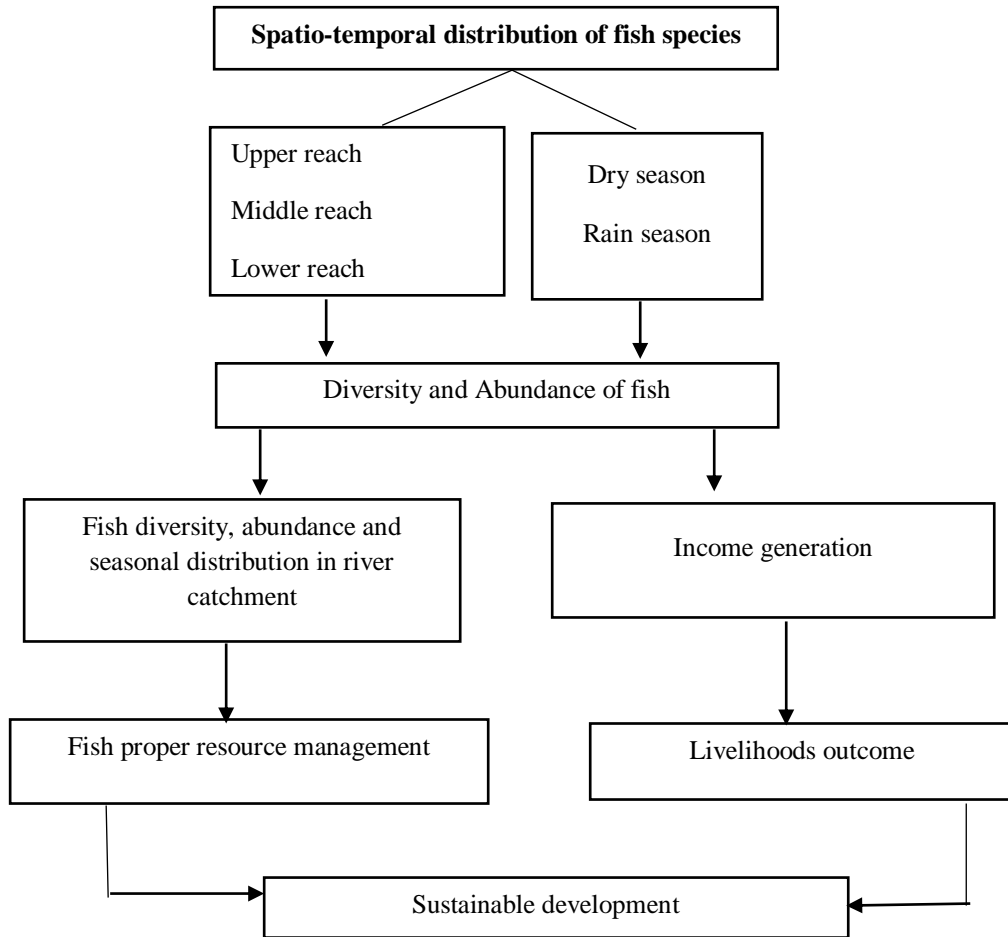 Spatio-temporal distribution of fish species
Upper reach
Middle reach
Lower reach
Dry season
Rain season
Diversity and Abundance of fish
Fish diversity, abundance and
seasonal distribution in river
catchment
Income generation
Fish proper resource management
Livelihoods outcome
Sustainable development